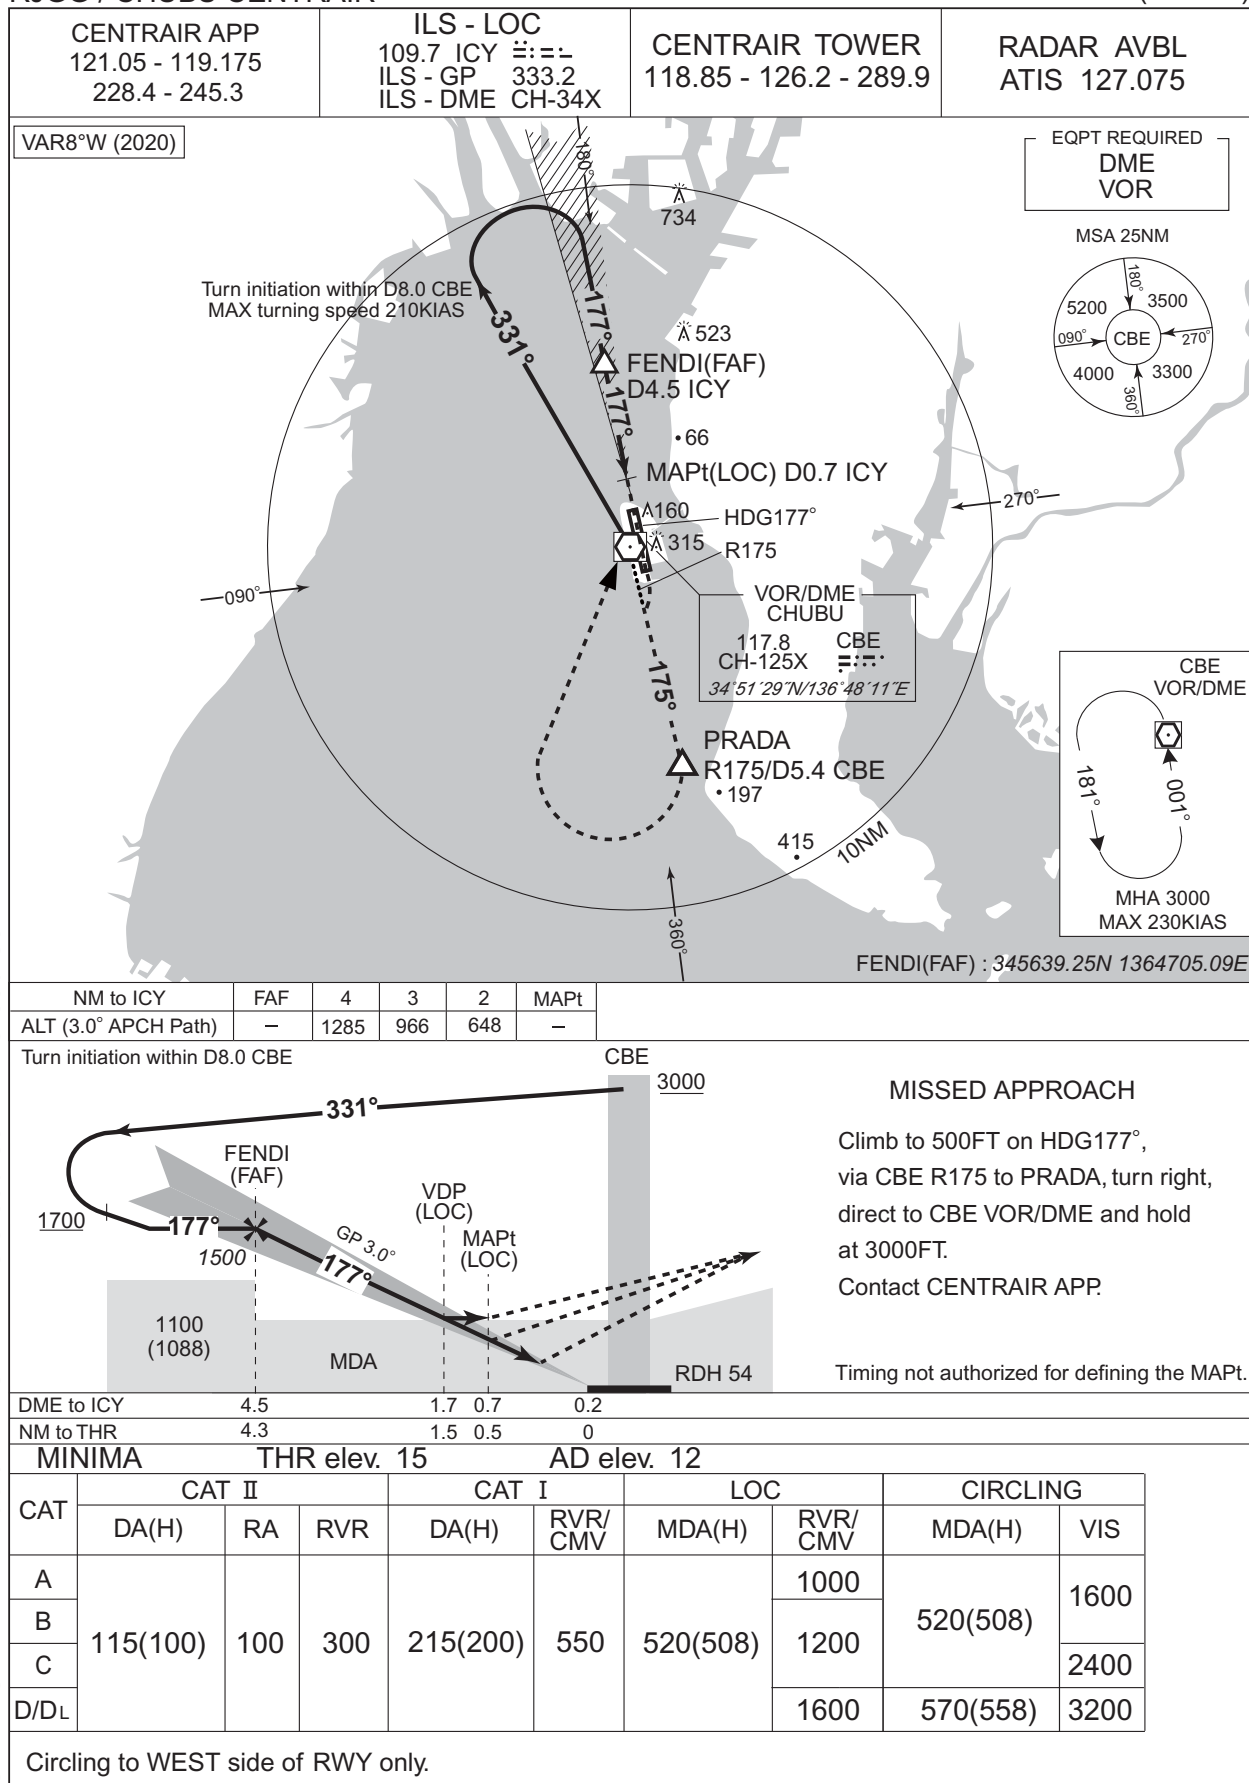 CENTRAIR APP
121.05 - 119.175
228.4 - 245.3
ILS - LOC
109.7 ICY
ILS - GP 333.2
ILS - DME CH-34X
CENTRAIR TOWER
118.85 - 126.2 - 289.9
RADAR AVBL
ATIS 127.075
VAR8°W (2020)
EQPT REQUIRED
DME
VOR
MSA 25NM
180°
5200
3500
090°
CBE
270°
4000
3300
360°
180°
734
Turn initiation within D8.0 CBE
MAX turning speed 210KIAS
331°
177°
523
FENDI(FAF)
D4.5 ICY
177°
66
MAPt(LOC) D0.7 ICY
160
HDG177°
315
R175
270°
090°
VOR/DME
CHUBU
117.8 CBE
CH-125X
34°51´29˝N/136°48´11˝E
175°
PRADA
R175/D5.4 CBE
197
415
10NM
360°
CBE
VOR/DME
181°
001°
MHA 3000
MAX 230KIAS
FENDI(FAF) : 345639.25N 1364705.09E
NM to ICY FAF 4 3 2 MAPt
ALT (3.0° APCH Path) – 1285 966 648 –
Turn initiation within D8.0 CBE
CBE
3000
331°
FENDI
(FAF)
VDP
(LOC)
MAPt
(LOC)
1700
177°
1500
GP 3.0°
177°
1100
(1088)
MDA
RDH 54
MISSED APPROACH
Climb to 500FT on HDG177°,
via CBE R175 to PRADA, turn right,
direct to CBE VOR/DME and hold
at 3000FT.
Contact CENTRAIR APP.
Timing not authorized for defining the MAPt.
DME to ICY 4.5 1.7 0.7 0.2
NM to THR 4.3 1.5 0.5 0
MINIMA THR elev. 15 AD elev. 12
CAT CAT II CAT I LOC CIRCLING
DA(H) RA RVR DA(H) RVR/CMV MDA(H) RVR/CMV MDA(H) VIS
A 1000
B 1600
115(100) 100 300 215(200) 550 520(508) 1200 520(508)
C 2400
D/DL 1600 570(558) 3200
Circling to WEST side of RWY only.